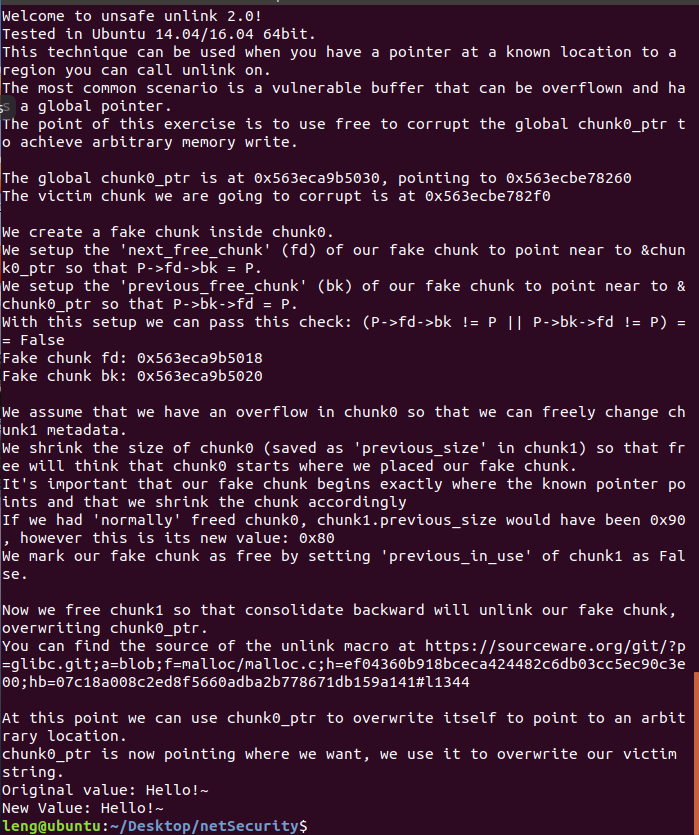 Welcome to unsafe unlink 2.0!
Tested in Ubuntu 14.04/16.04 64bit.
This technique can be used when you have a pointer at a known location to a
region you can call unlink on.
The most common scenario is a vulnerable buffer that can be overflown and ha
s a global pointer.
The point of this exercise is to use free to corrupt the global chunk0_ptr t
o achieve arbitrary memory write.

The global chunk0_ptr is at 0x563eca9b5030, pointing to 0x563ecbe78260
The victim chunk we are going to corrupt is at 0x563ecbe782f0

We create a fake chunk inside chunk0.
We setup the 'next_free_chunk' (fd) of our fake chunk to point near to &chun
k0_ptr so that P->fd->bk = P.
We setup the 'previous_free_chunk' (bk) of our fake chunk to point near to &
chunk0_ptr so that P->bk->fd = P.
With this setup we can pass this check: (P->fd->bk != P || P->bk->fd != P) =
= False
Fake chunk fd: 0x563eca9b5018
Fake chunk bk: 0x563eca9b5020

We assume that we have an overflow in chunk0 so that we can freely change ch
unk1 metadata.
We shrink the size of chunk0 (saved as 'previous_size' in chunk1) so that fr
ee will think that chunk0 starts where we placed our fake chunk.
It's important that our fake chunk begins exactly where the known pointer po
ints and that we shrink the chunk accordingly
If we had 'normally' freed chunk0, chunk1.previous_size would have been 0x90
, however this is its new value: 0x80
We mark our fake chunk as free by setting 'previous_in_use' of chunk1 as Fal
se.

Now we free chunk1 so that consolidate backward will unlink our fake chunk,
overwriting chunk0_ptr.
You can find the source of the unlink macro at https://sourceware.org/git/?p
=glibc.git;a=blob;f=malloc/malloc.c;h=ef04360b918bceca424482c6db03cc5ec90c3e
00;hb=07c18a008c2ed8f5660adba2b778671db159a141#l1344

At this point we can use chunk0_ptr to overwrite itself to point to an arbit
rary location.
chunk0_ptr is now pointing where we want, we use it to overwrite our victim
string.
Original value: Hello!~
New Value: Hello!~
leng@ubuntu:~/Desktop/netSecurity$